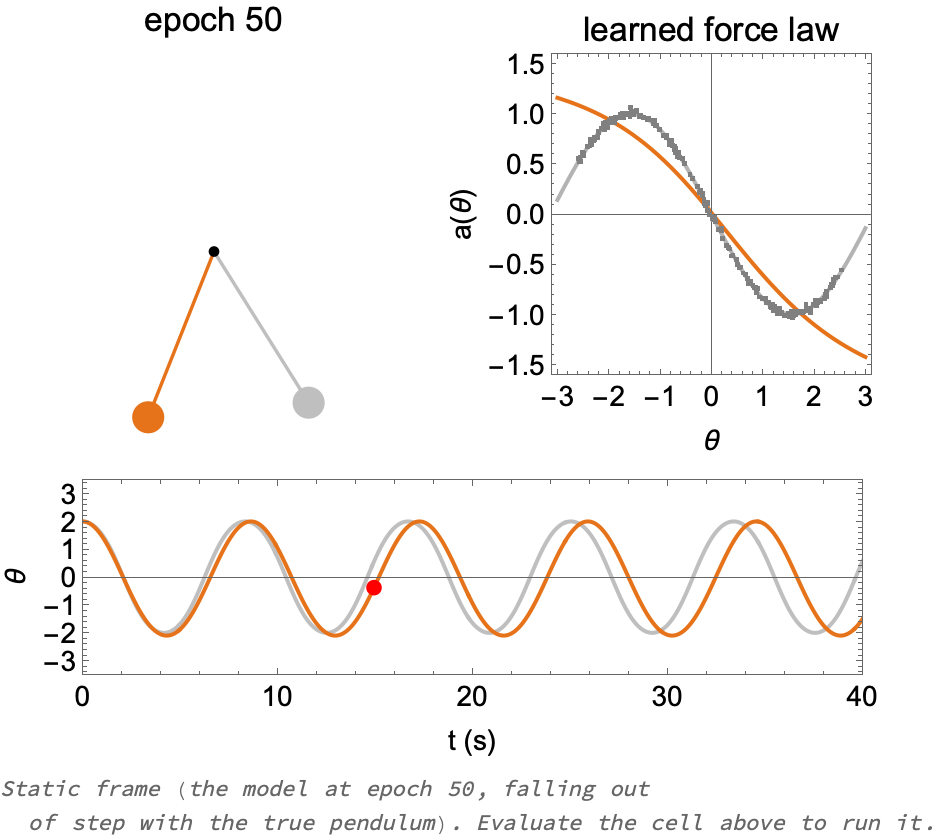 epoch 50
learned force law
1.5
1.0
0.5
0.0
−0.5
−1.0
−1.5
a(θ)
−3 −2 −1 0 1 2 3
θ
3
2
1
0
−1
−2
−3
θ
0 10 20 30 40
t (s)
Static frame (the model at epoch 50, falling out
of step with the true pendulum). Evaluate the cell above to run it.